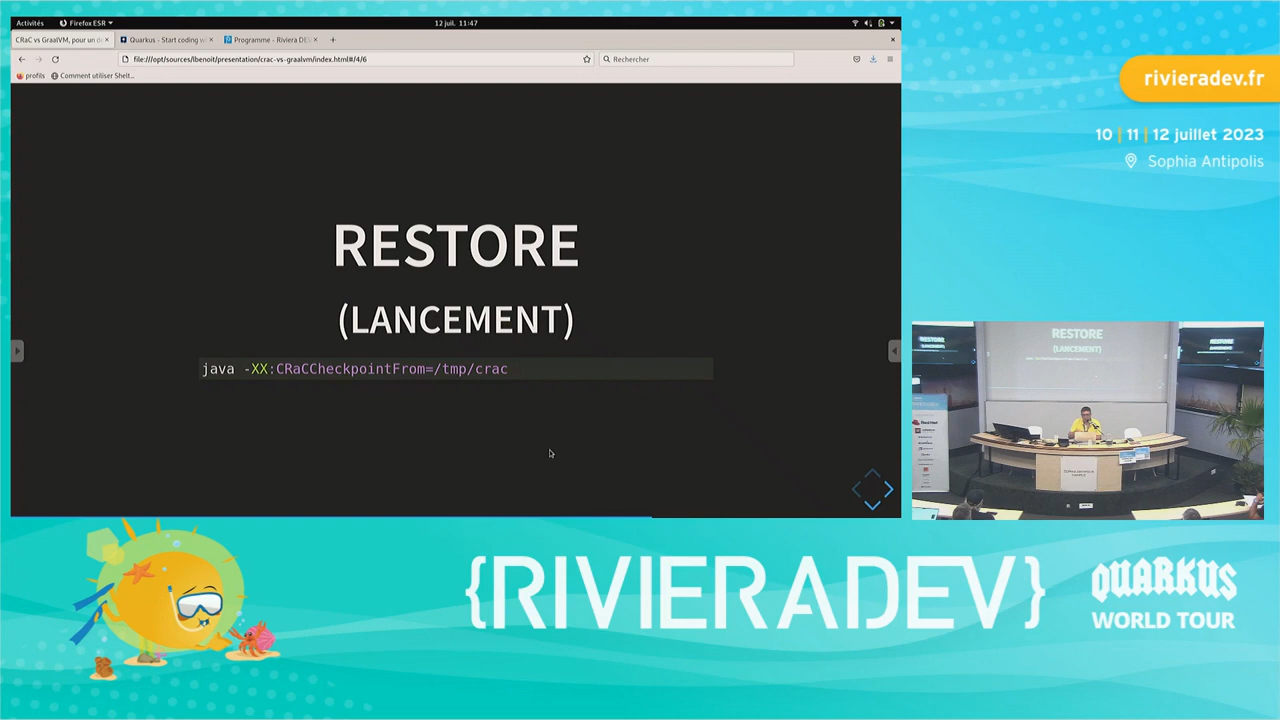 Activités
Firefox ESR
12 juil. 11:47
CRaC vs GraalVM, pour un d
Quarkus - Start coding w
Programme - Riviera DE
file:///opt/sources/lbenoit/presentation/crac-vs-graalvm/index.html#/4/6
Rechercher
profils
Comment utiliser Shelt...
RESTORE
(LANCEMENT)
java -XX:CRaCCheckpointFrom=/tmp/crac
rivieradev.fr
10 | 11 | 12 juillet 2023
Sophia Antipolis
RESTORE
(LANCEMENT)
{RIVIERADEV}
QUARKUS
WORLD TOUR